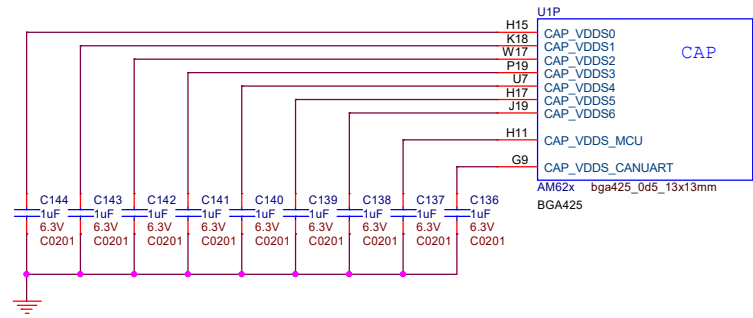 U1P
H15 CAP_VDDS0
K18 CAP_VDDS1
W17 CAP_VDDS2
P19 CAP_VDDS3
U7 CAP_VDDS4
H17 CAP_VDDS5
J19 CAP_VDDS6
CAP
H11 CAP_VDDS_MCU
G9 CAP_VDDS_CANUART
AM62x bga425_0d5_13x13mm
BGA425
C144 C143 C142 C141 C140 C139 C138 C137 C136
1uF 1uF 1uF 1uF 1uF 1uF 1uF 1uF 1uF
6.3V 6.3V 6.3V 6.3V 6.3V 6.3V 6.3V 6.3V 6.3V
C0201 C0201 C0201 C0201 C0201 C0201 C0201 C0201 C0201